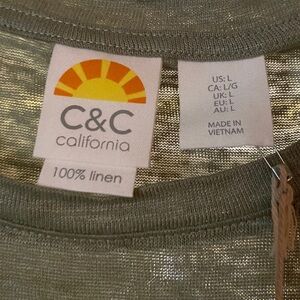 C&C
california
100% linen
US: L
CA: L/G
UK: L
EU: L
AU: L
MADE IN
VIETNAM